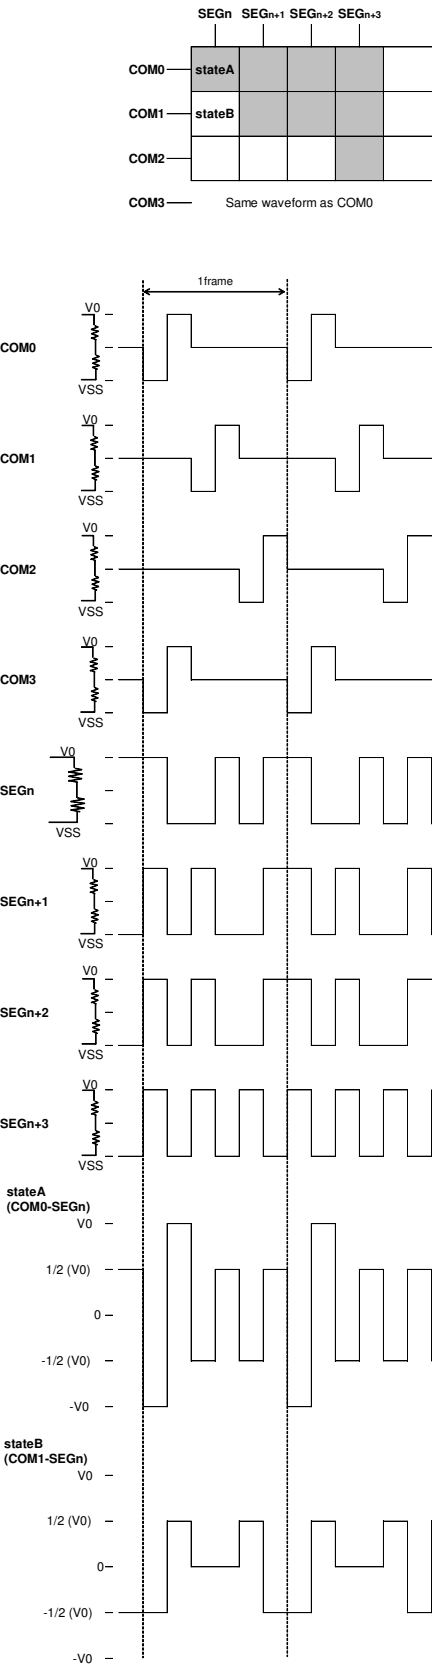 SEGn SEGn+1 SEGn+2 SEGn+3
COM0 stateA
COM1 stateB
COM2
COM3 Same waveform as COM0
1frame
V0
COM0
VSS
V0
COM1
VSS
V0
COM2
VSS
V0
COM3
VSS
V0
SEGn
VSS
V0
SEGn+1
VSS
V0
SEGn+2
VSS
V0
SEGn+3
VSS
stateA
(COM0-SEGn)
V0
1/2 (V0)
0
-1/2 (V0)
-V0
stateB
(COM1-SEGn)
V0
1/2 (V0)
0
-1/2 (V0)
-V0